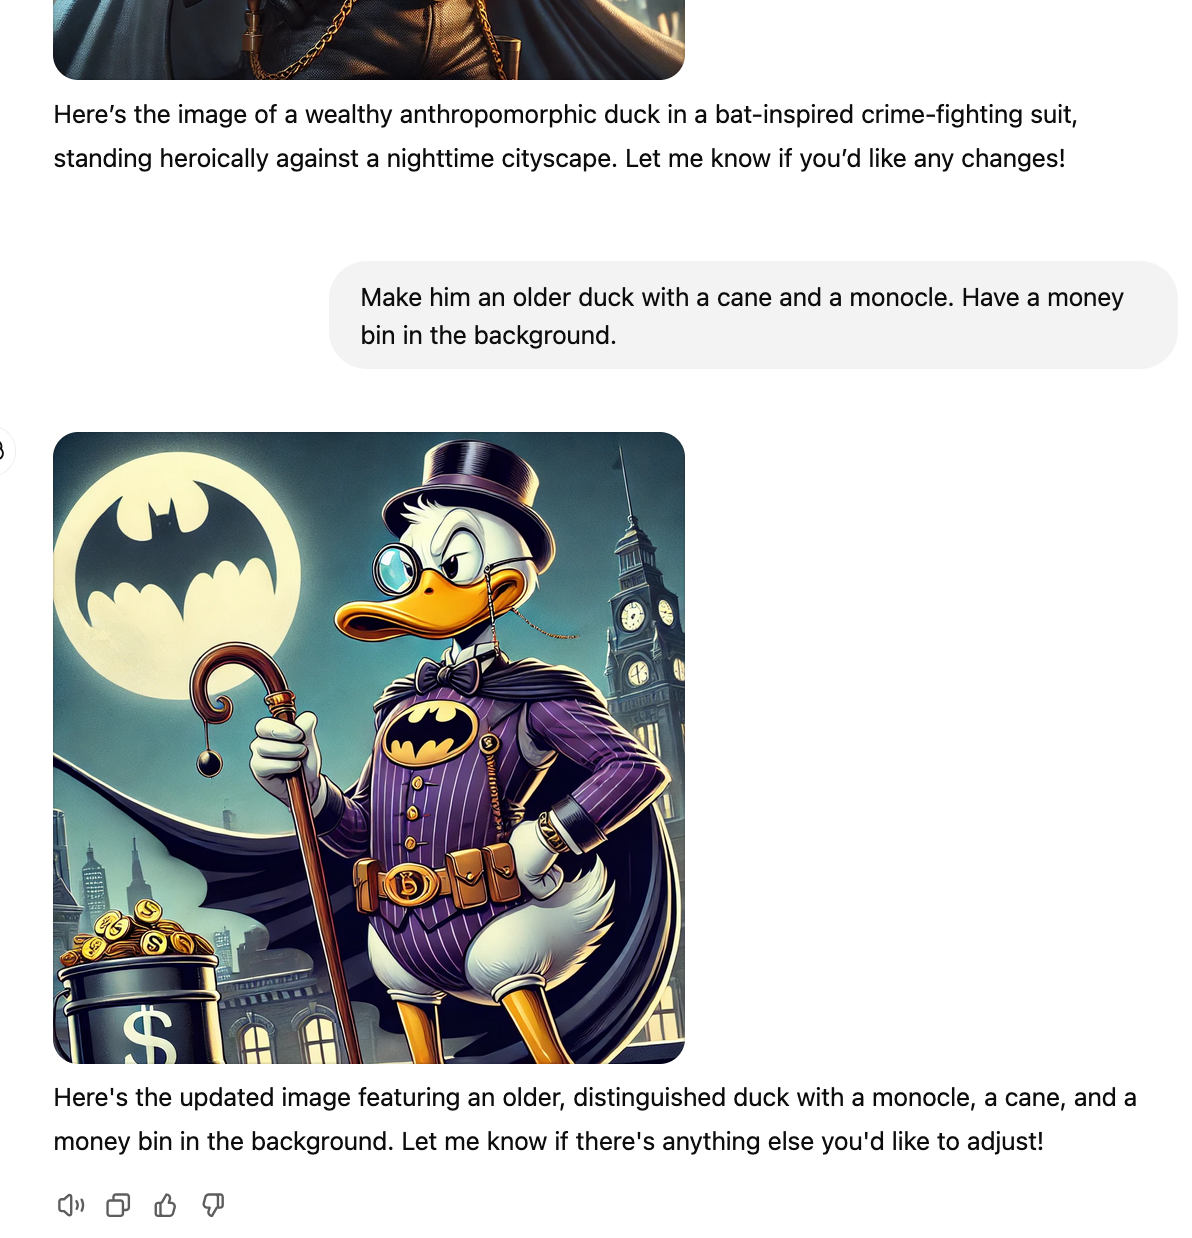 Here’s the image of a wealthy anthropomorphic duck in a bat-inspired crime-fighting suit,
standing heroically against a nighttime cityscape. Let me know if you’d like any changes!
Make him an older duck with a cane and a monocle. Have a money
bin in the background.
$
Here's the updated image featuring an older, distinguished duck with a monocle, a cane, and a
money bin in the background. Let me know if there's anything else you'd like to adjust!